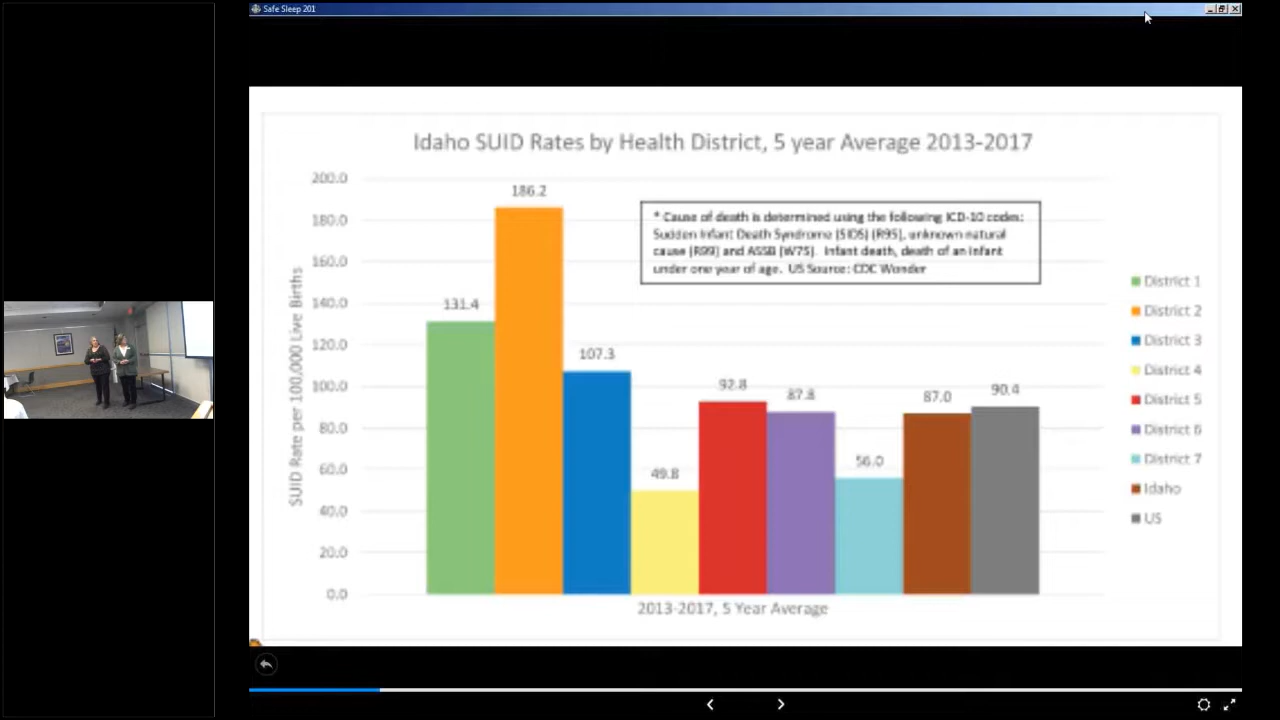 Safe Sleep 201
Idaho SUID Rates by Health District, 5 year Average 2013-2017
200.0
180.0
160.0
140.0
120.0
100.0
80.0
60.0
40.0
20.0
0.0
SUID Rate per 100,000 Live Births
131.4
186.2
107.3
49.8
92.8
87.8
56.0
87.0
90.4
* Cause of death is determined using the following ICD-10 codes:
Sudden Infant Death Syndrome (SIDS) (R95), unknown natural
cause (R99) and ASSB (W75). Infant death, death of an infant
under one year of age. US Source: CDC Wonder
District 1
District 2
District 3
District 4
District 5
District 6
District 7
Idaho
US
2013-2017, 5 Year Average